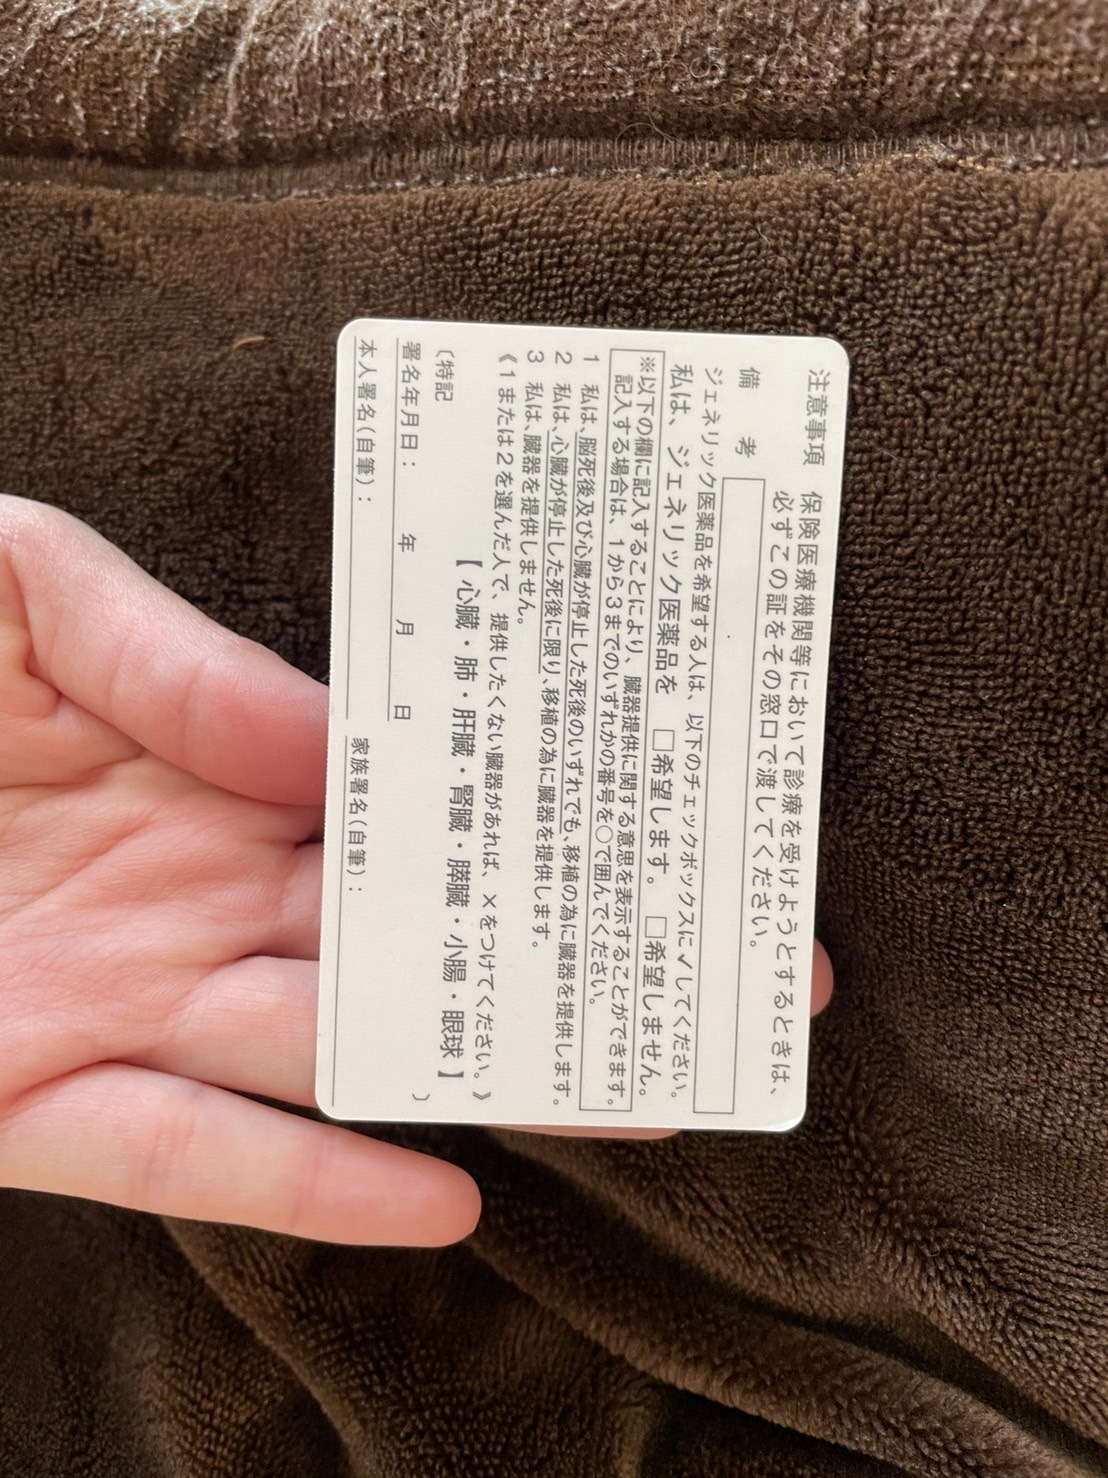 注意事項 保険医療機関等において診療を受けようとするときは、
必ずこの証をその窓口で渡してください。
備考
ジェネリック医薬品を希望する人は、以下のチェックボックスに✓してください。
私は、ジェネリック医薬品を □希望します。 □希望しません。
※以下の欄に記入することにより、臓器提供に関する意思を表示することができます。
記入する場合は、1から3までのいずれかの番号を○で囲んでください。
1 私は、脳死後及び心臓が停止した死後のいずれでも、移植の為に臓器を提供します。
2 私は、心臓が停止した死後に限り、移植の為に臓器を提供します。
3 私は、臓器を提供しません。
《1または2を選んだ人で、提供したくない臓器があれば、×をつけてください。》
【 心臓・肺・肝臓・腎臓・膵臓・小腸・眼球 】
〔特記 〕
署名年月日: 年 月 日
本人署名(自筆): 家族署名(自筆):